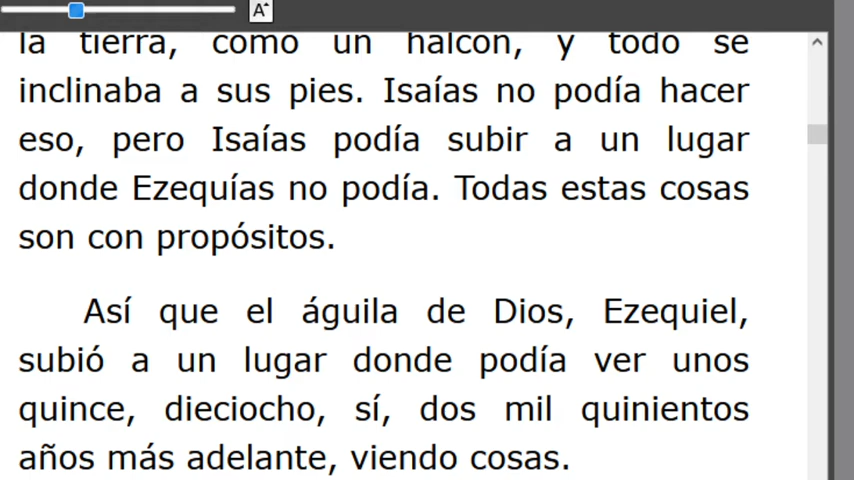 A
la tierra, como un halcón, y todo se
inclinaba a sus pies. Isaías no podía hacer
eso, pero Isaías podía subir a un lugar
donde Ezequías no podía. Todas estas cosas
son con propósitos.
Así que el águila de Dios, Ezequiel,
subió a un lugar donde podía ver unos
quince, dieciocho, sí, dos mil quinientos
años más adelante, viendo cosas.